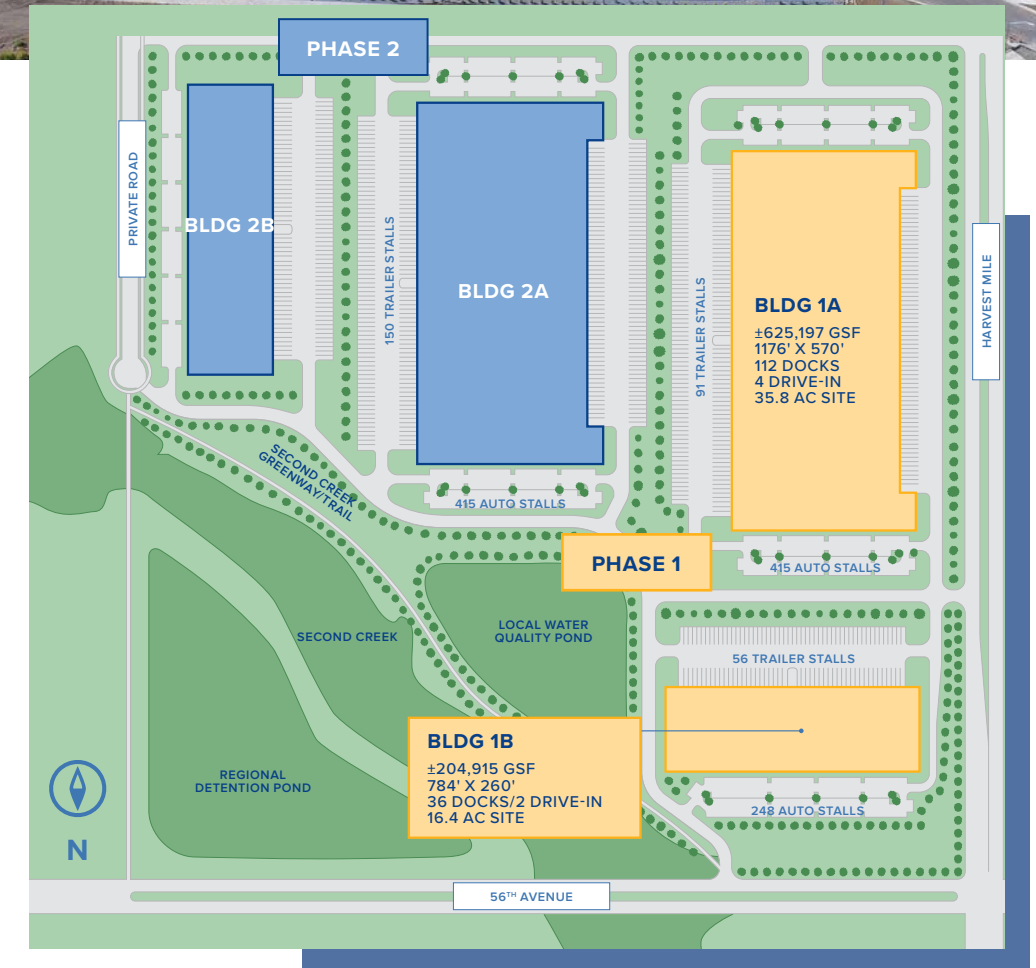 PHASE 2
PRIVATE ROAD
BLDG 2B
150 TRAILER STALLS
BLDG 2A
415 AUTO STALLS
91 TRAILER STALLS
BLDG 1A
±625,197 GSF
1176' X 570'
112 DOCKS
4 DRIVE-IN
35.8 AC SITE
HARVEST MILE
SECOND CREEK
GREENWAY/TRAIL
PHASE 1
415 AUTO STALLS
SECOND CREEK
LOCAL WATER
QUALITY POND
56 TRAILER STALLS
BLDG 1B
±204,915 GSF
784' X 260'
36 DOCKS/2 DRIVE-IN
16.4 AC SITE
REGIONAL
DETENTION POND
248 AUTO STALLS
N
56TH AVENUE